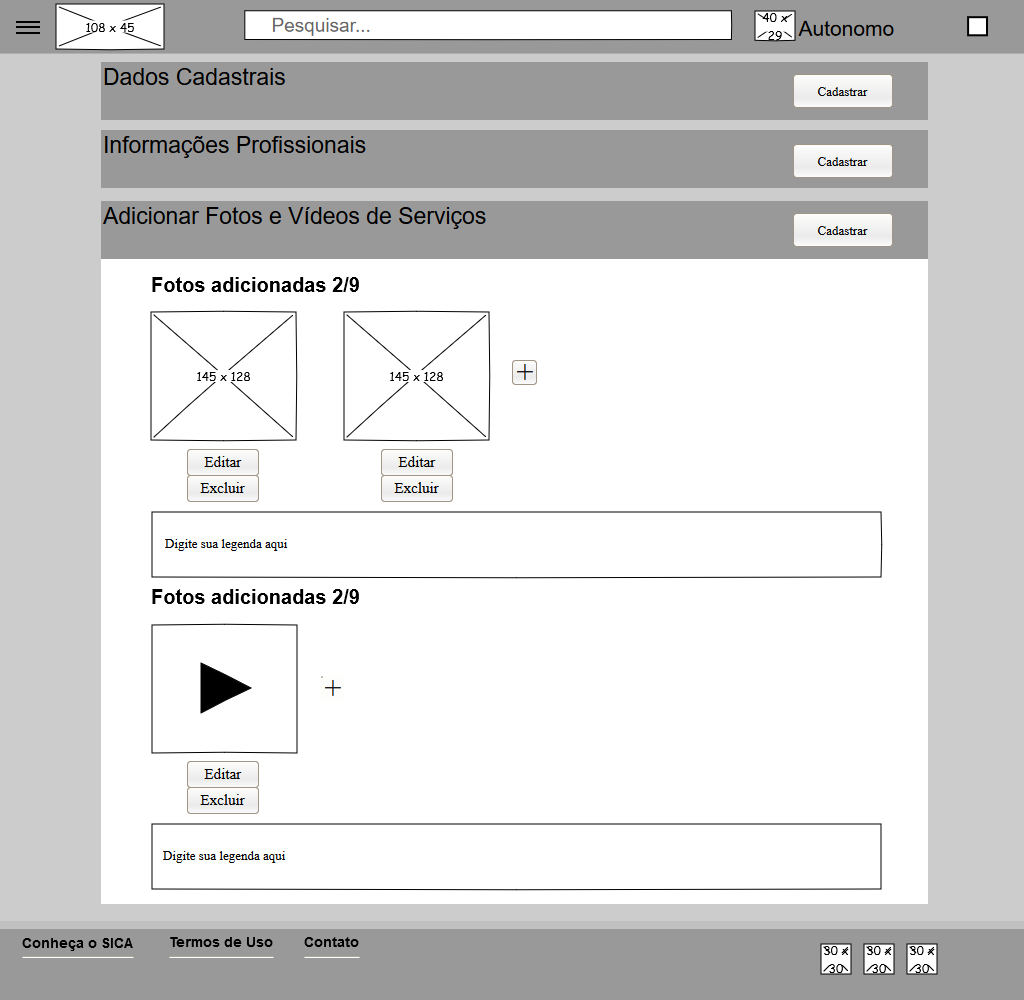 108 x 45
Pesquisar...
40 x
29
Autonomo
Dados Cadastrais
Cadastrar
Informações Profissionais
Cadastrar
Adicionar Fotos e Vídeos de Serviços
Cadastrar
Fotos adicionadas 2/9
145 x 128
145 x 128
Editar
Editar
Excluir
Excluir
Digite sua legenda aqui
Fotos adicionadas 2/9
Editar
Excluir
Digite sua legenda aqui
Conheça o SICA
Termos de Uso
Contato
30 x
30
30 x
30
30 x
30